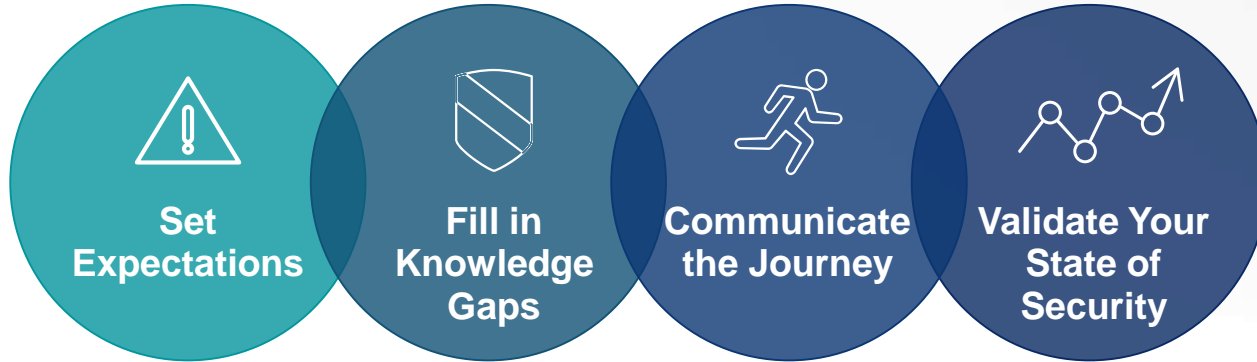 Set
Expectations
Fill in
Knowledge
Gaps
Communicate
the Journey
Validate Your
State of
Security